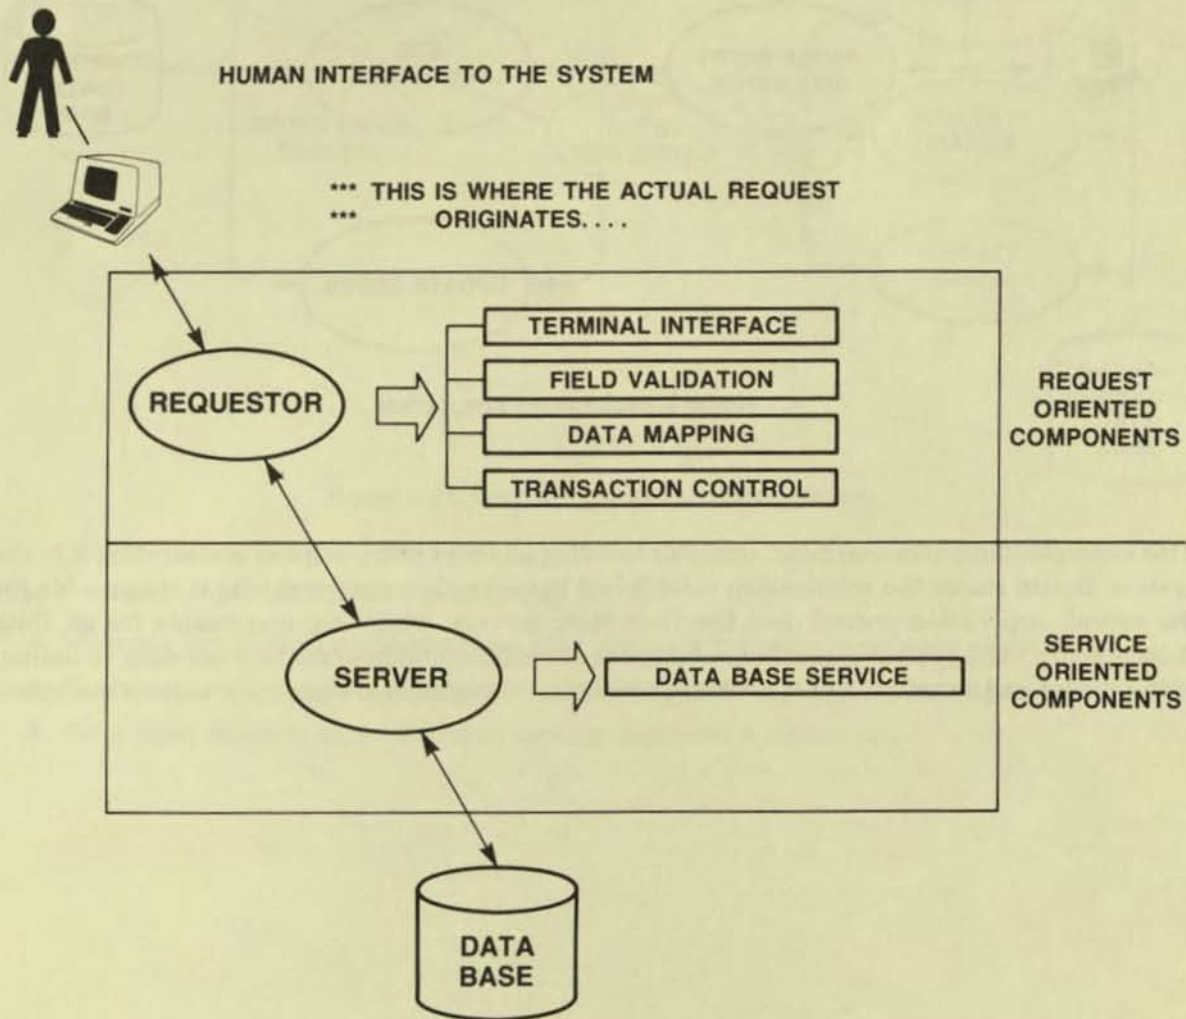 HUMAN INTERFACE TO THE SYSTEM
*** THIS IS WHERE THE ACTUAL REQUEST
*** ORIGINATES. . . .
REQUESTOR
TERMINAL INTERFACE
FIELD VALIDATION
DATA MAPPING
TRANSACTION CONTROL
REQUEST
ORIENTED
COMPONENTS
SERVER
DATA BASE SERVICE
SERVICE
ORIENTED
COMPONENTS
DATA
BASE